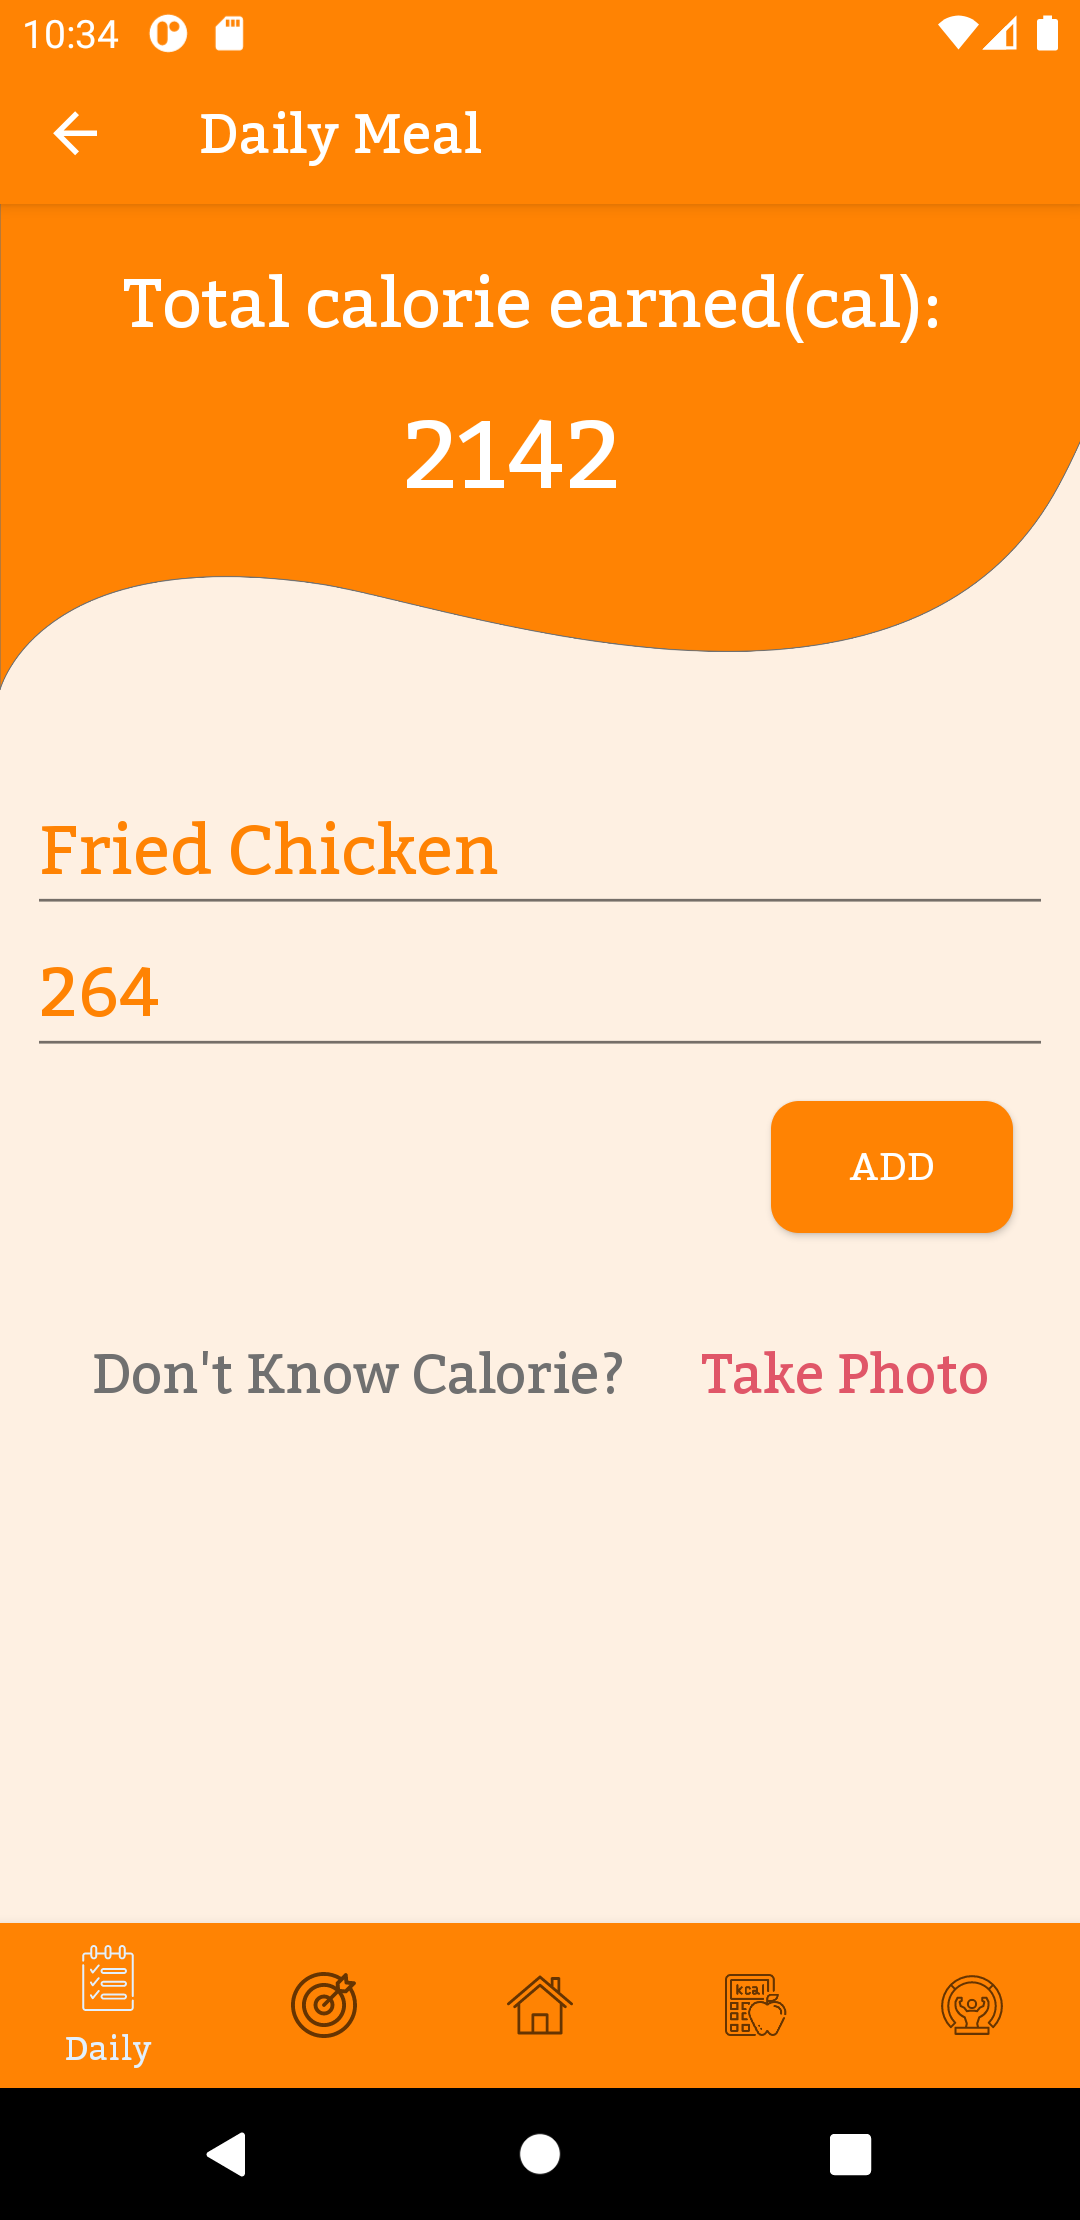 10:34
Daily Meal
Total calorie earned(cal):
2142
Fried Chicken
264
ADD
Don't Know Calorie? Take Photo
kcal
Daily